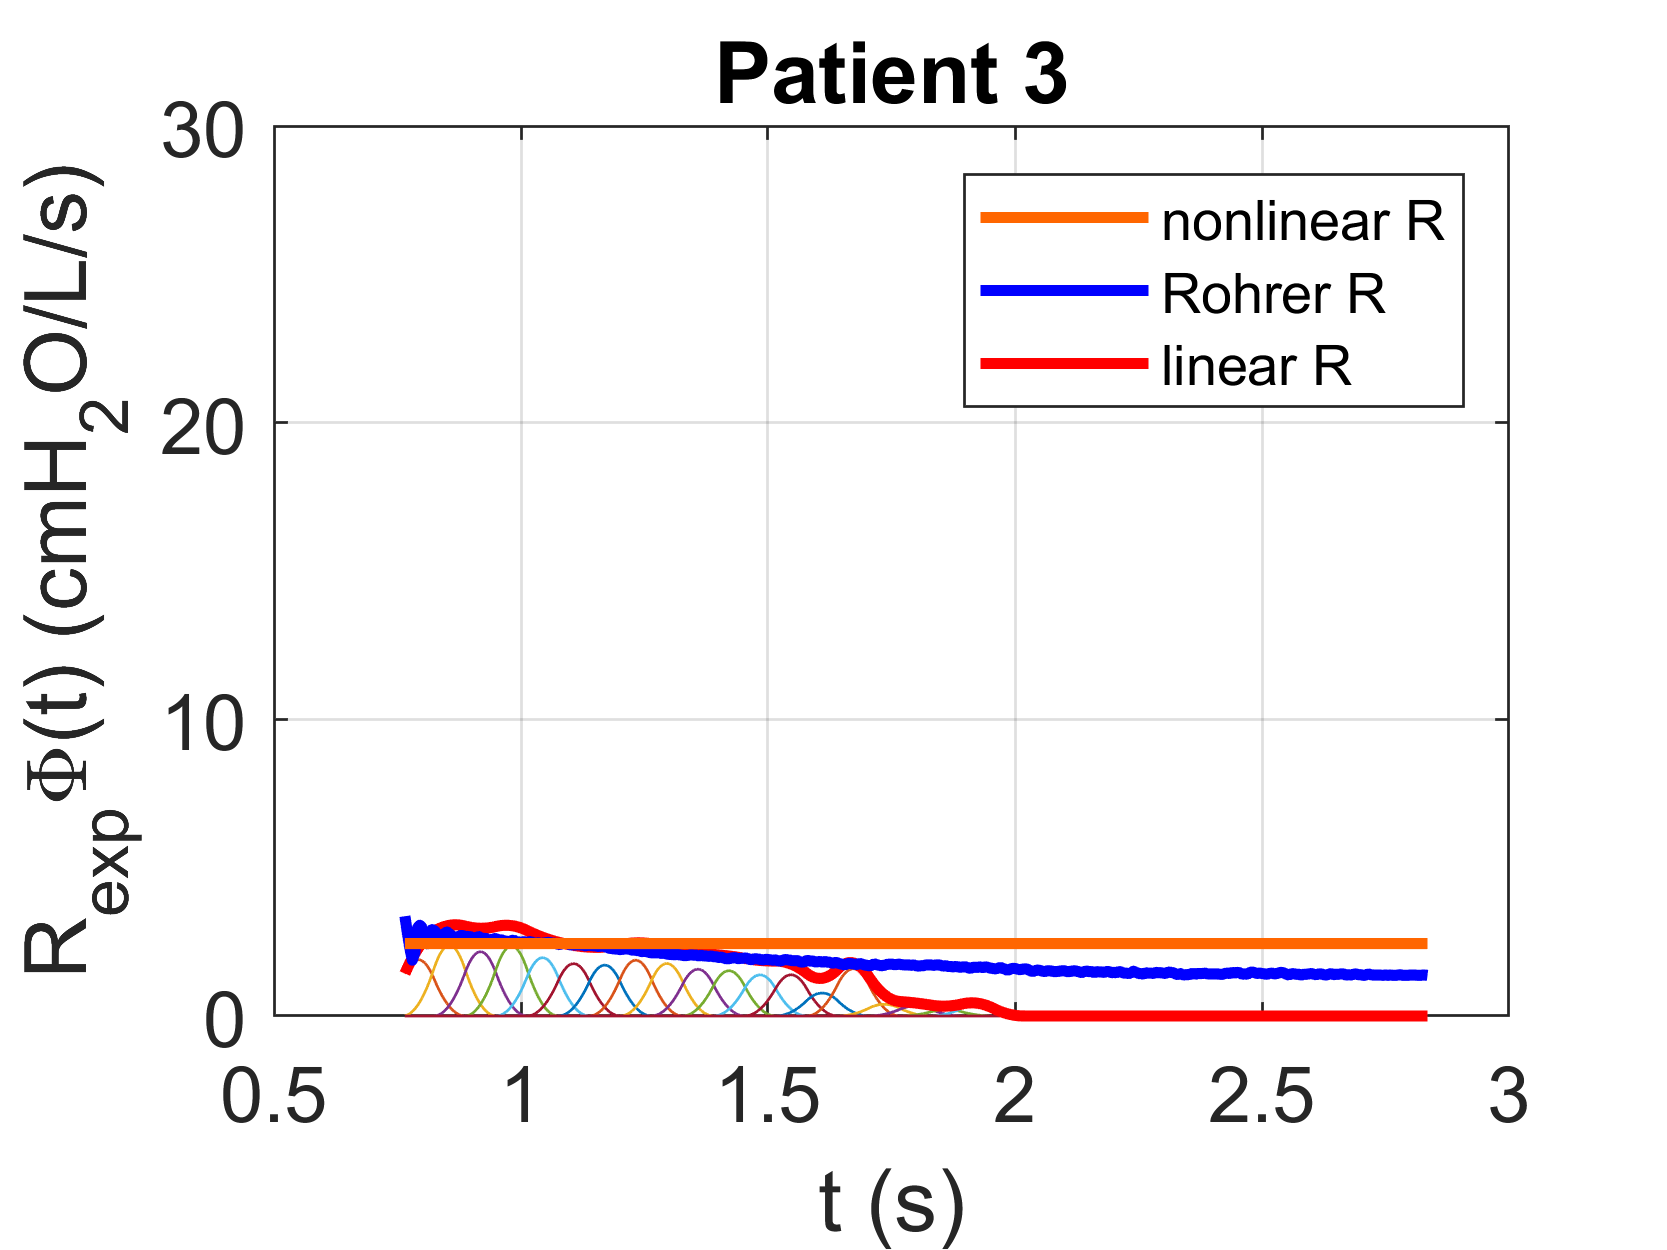 Patient 3
R_expΦ(t) (cmH_2O/L/s)
30
20
10
0
0.5 1 1.5 2 2.5 3
t (s)
nonlinear R
Rohrer R
linear R